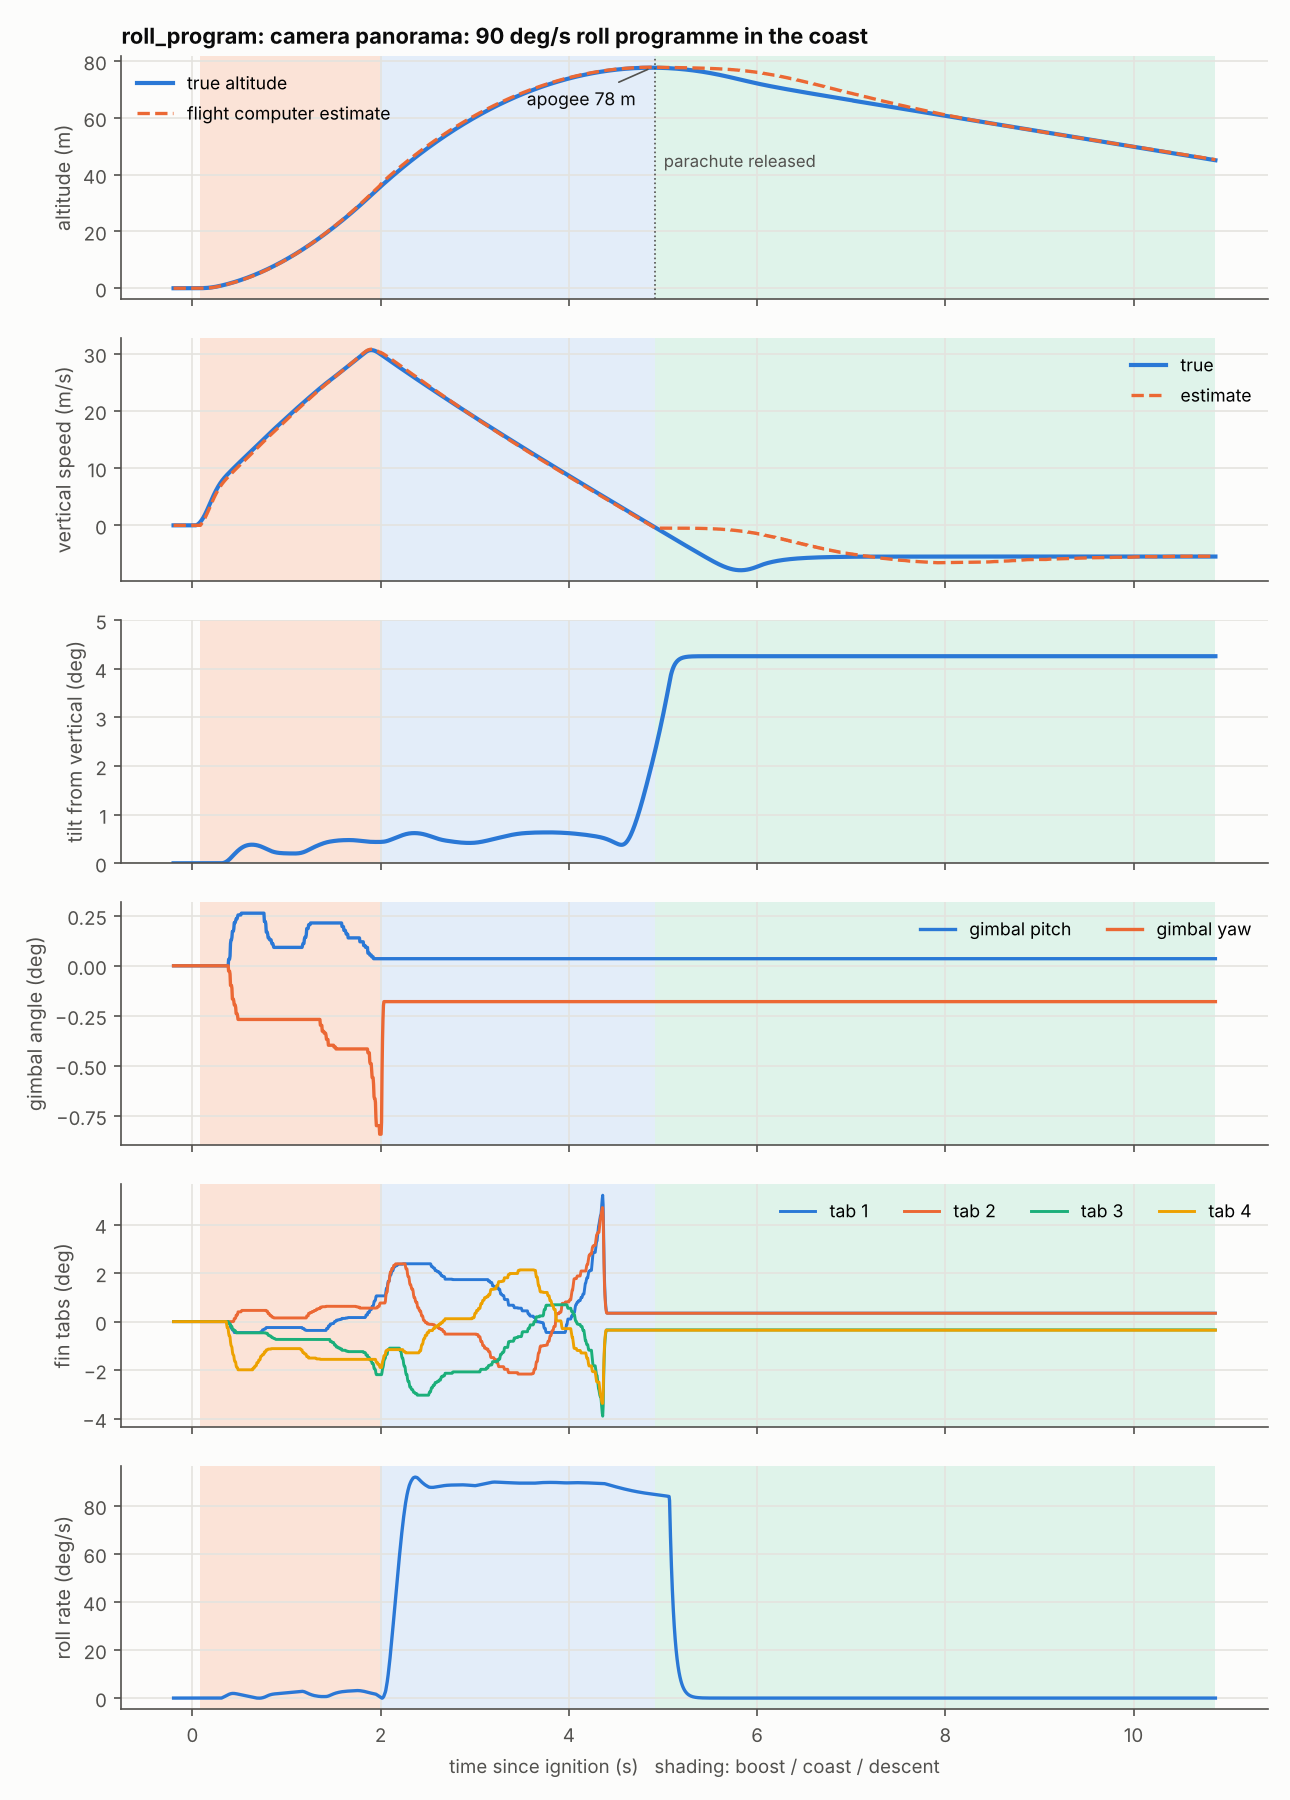 roll_program: camera panorama: 90 deg/s roll programme in the coast
80
60
40
20
0
altitude (m)
true altitude
flight computer estimate
apogee 78 m
parachute released
30
20
10
0
vertical speed (m/s)
true
estimate
5
4
3
2
1
0
tilt from vertical (deg)
0.25
0.00
−0.25
−0.50
−0.75
gimbal angle (deg)
gimbal pitch
gimbal yaw
4
2
0
−2
−4
fin tabs (deg)
tab 1
tab 2
tab 3
tab 4
80
60
40
20
0
roll rate (deg/s)
0
2
4
6
8
10
time since ignition (s)   shading: boost / coast / descent